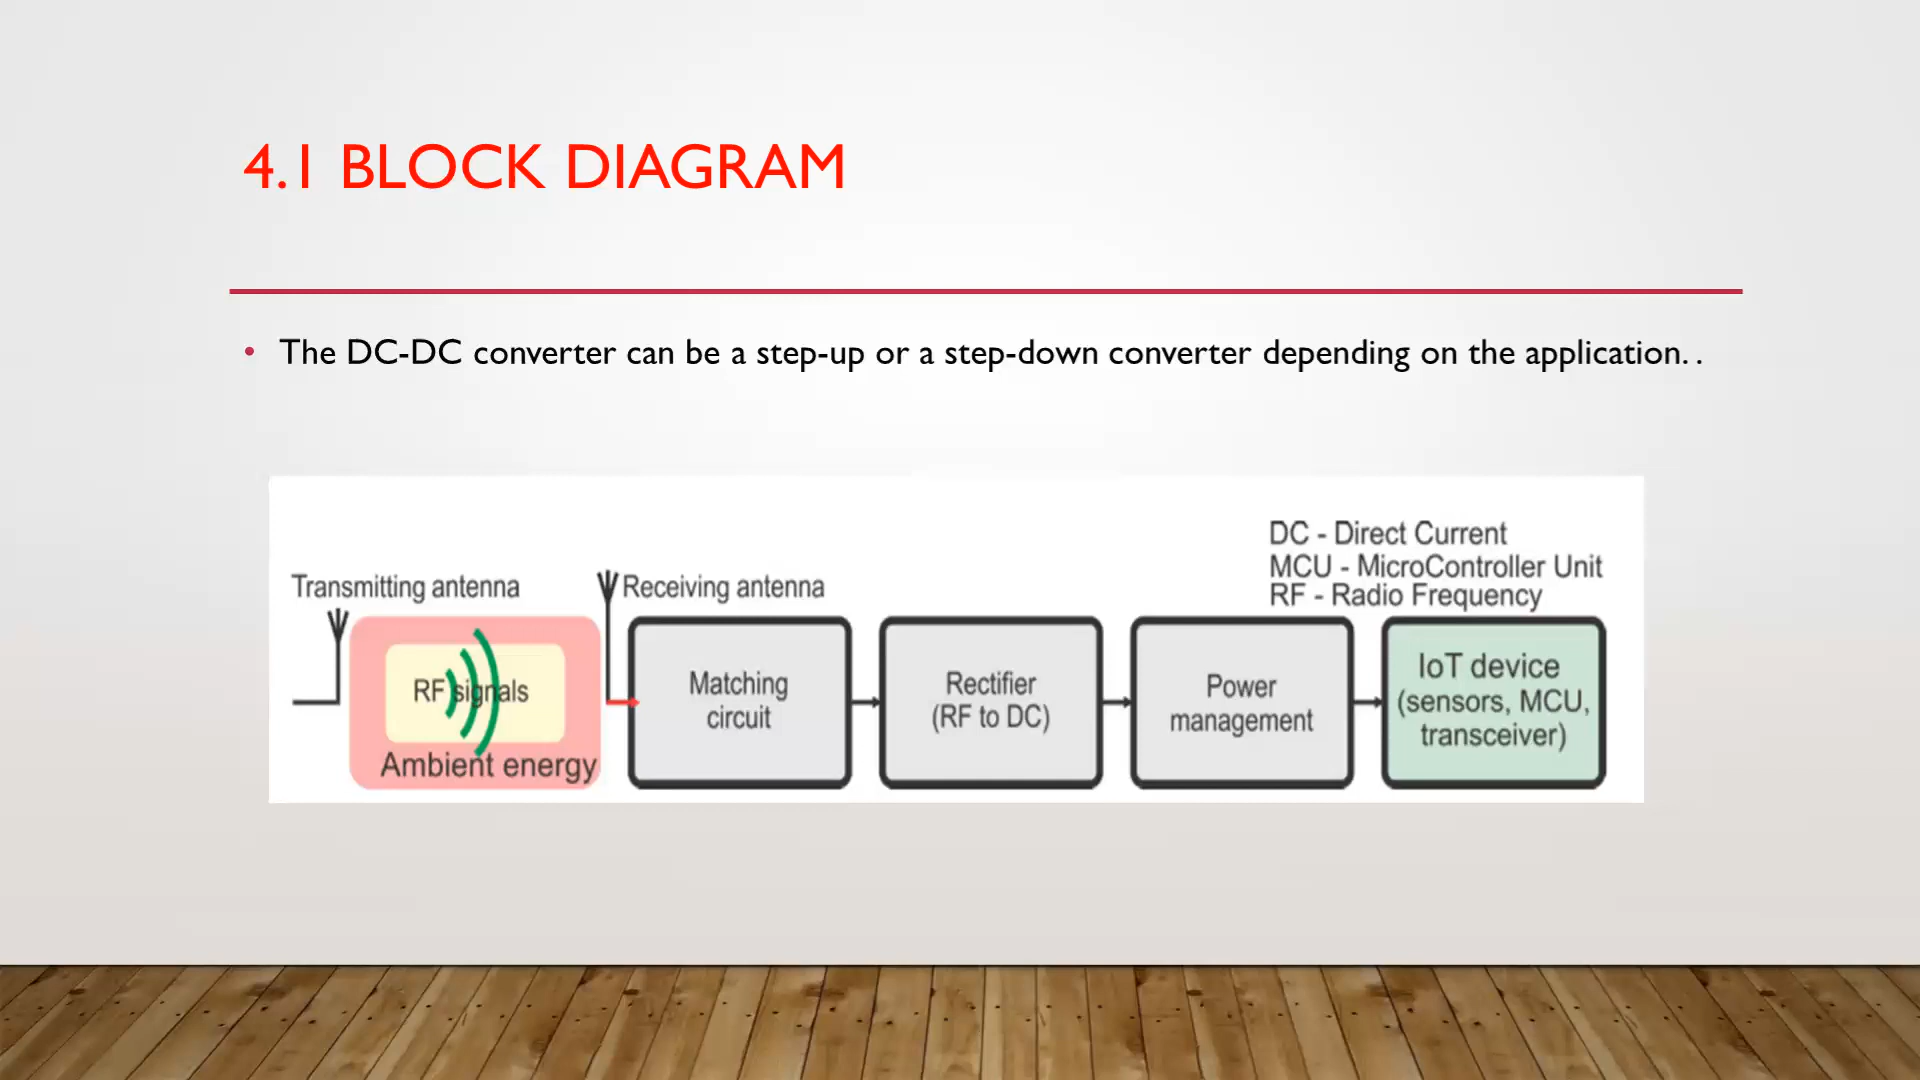 4.1 BLOCK DIAGRAM
• The DC-DC converter can be a step-up or a step-down converter depending on the application. .
DC - Direct Current
MCU - MicroController Unit
RF - Radio Frequency
Transmitting antenna
Receiving antenna
RF signals
Ambient energy
Matching
circuit
Rectifier
(RF to DC)
Power
management
IoT device
(sensors, MCU,
transceiver)